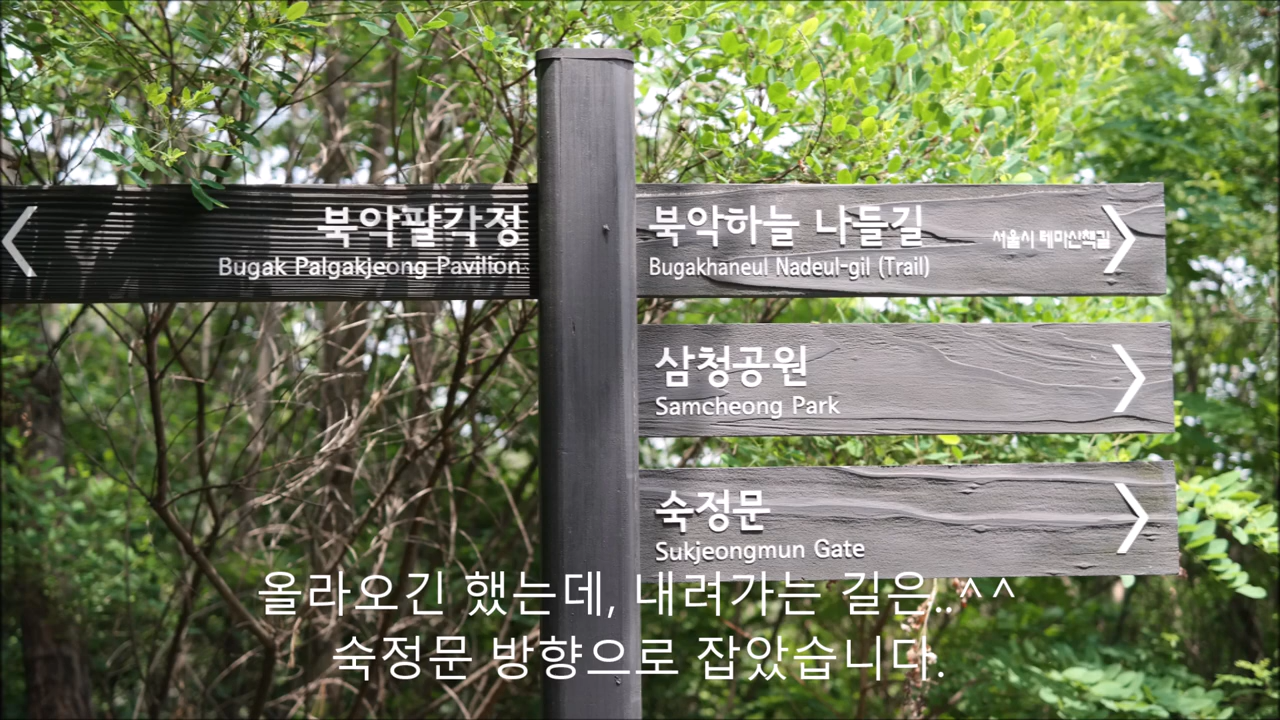 북악팔각정
Bugak Palgakjeong Pavilion
북악하늘 나들길
서울시 테마산책길
Bugakhaneul Nadeul-gil (Trail)
삼청공원
Samcheong Park
숙정문
Sukjeongmun Gate
올라오긴 했는데, 내려가는 길은..^^
숙정문 방향으로 잡았습니다.